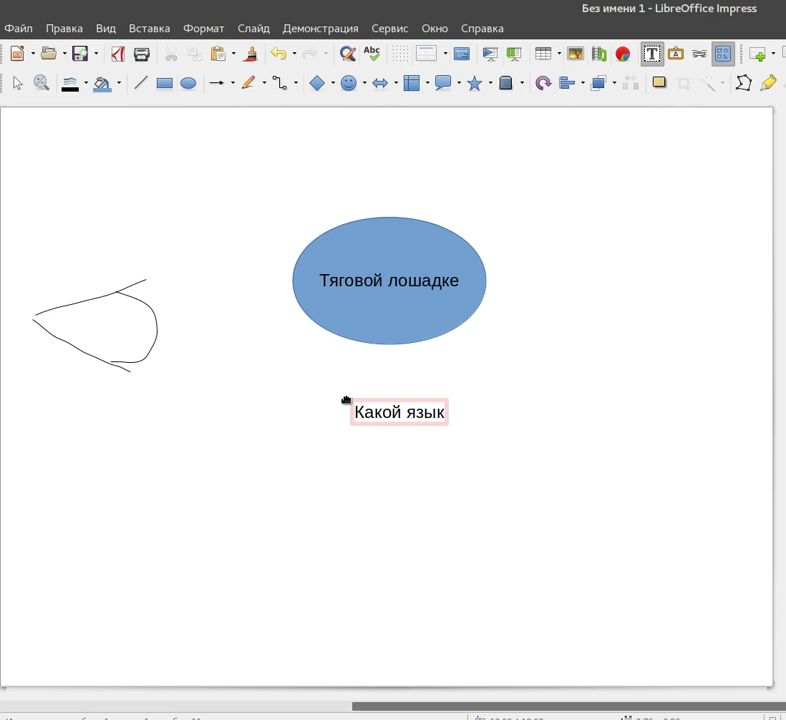 Без имени 1 - LibreOffice Impress
Файл Правка Вид Вставка Формат Слайд Демонстрация Сервис Окно Справка
Abc
Тяговой лошадке
Какой язык